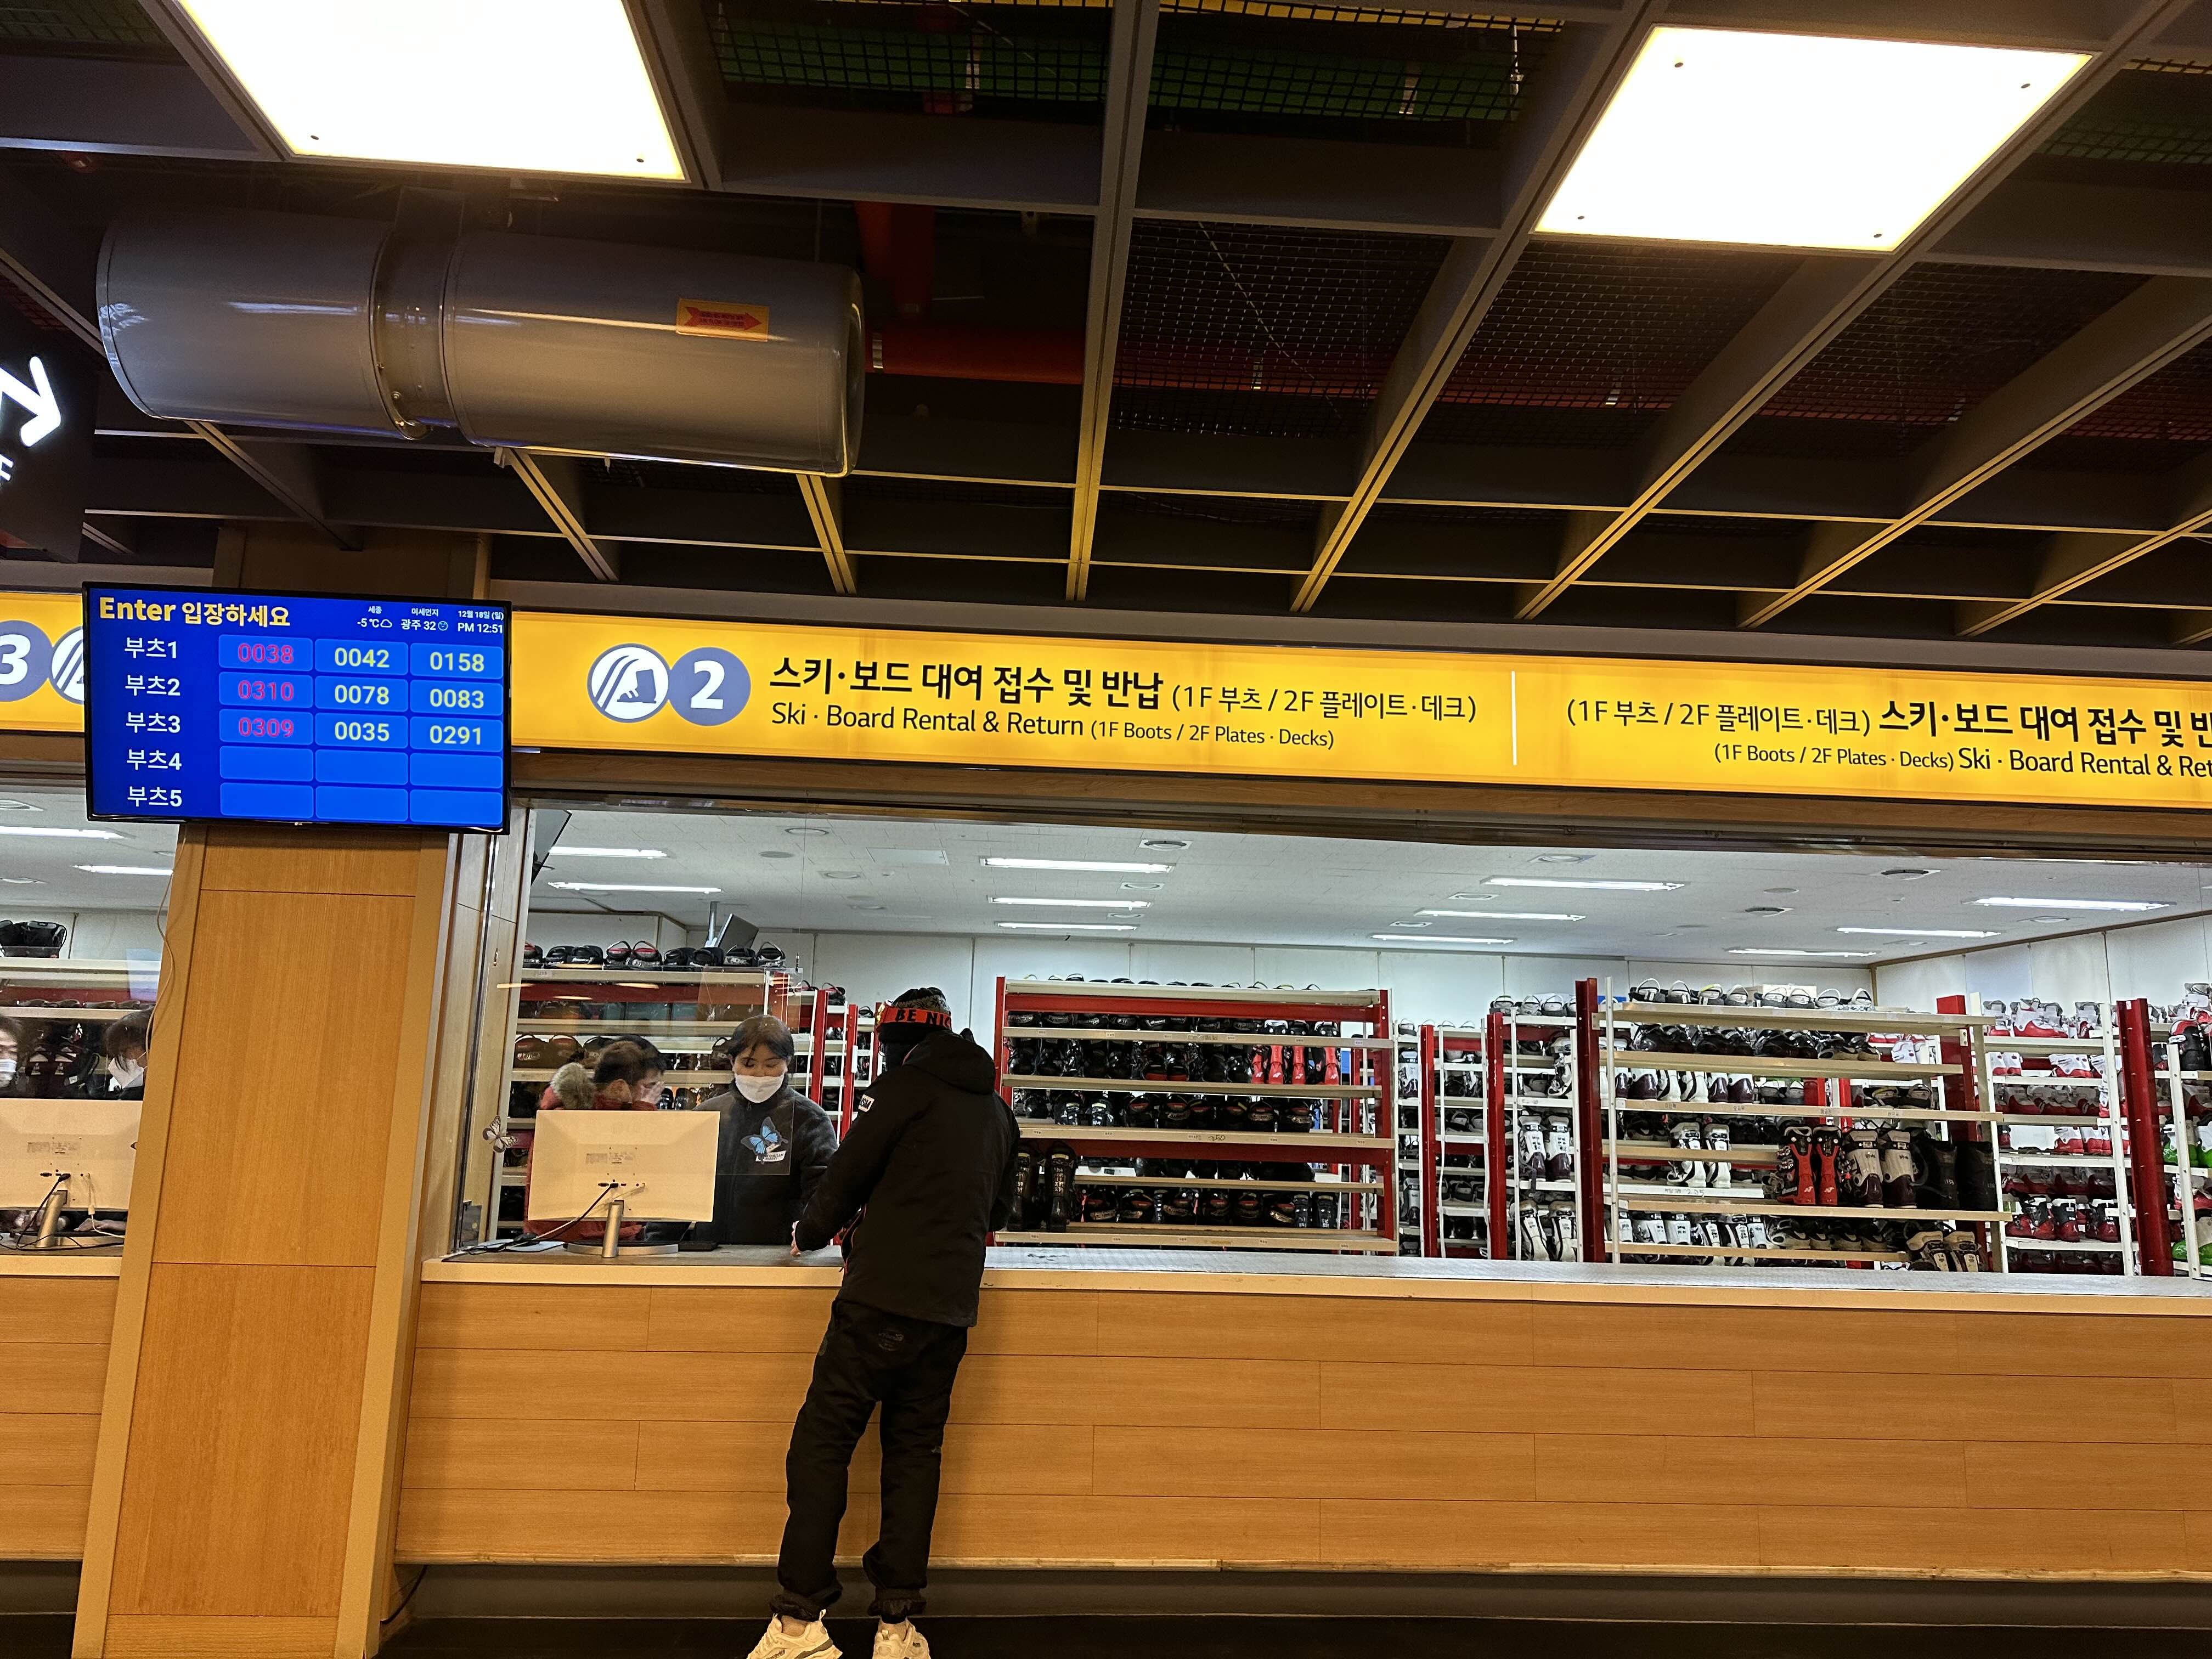 F
3
Enter 입장하세요
세종 미세먼지 12월 18일 (일)
-5℃ 광주 32 PM 12:51
부츠1 0038 0042 0158
부츠2 0310 0078 0083
부츠3 0309 0035 0291
부츠4
부츠5
2
스키·보드 대여 접수 및 반납 (1F 부츠 / 2F 플레이트·데크)
Ski · Board Rental & Return (1F Boots / 2F Plates · Decks)
(1F 부츠 / 2F 플레이트·데크) 스키·보드 대여 접수 및
(1F Boots / 2F Plates · Decks) Ski · Board Rental &
BE NIC